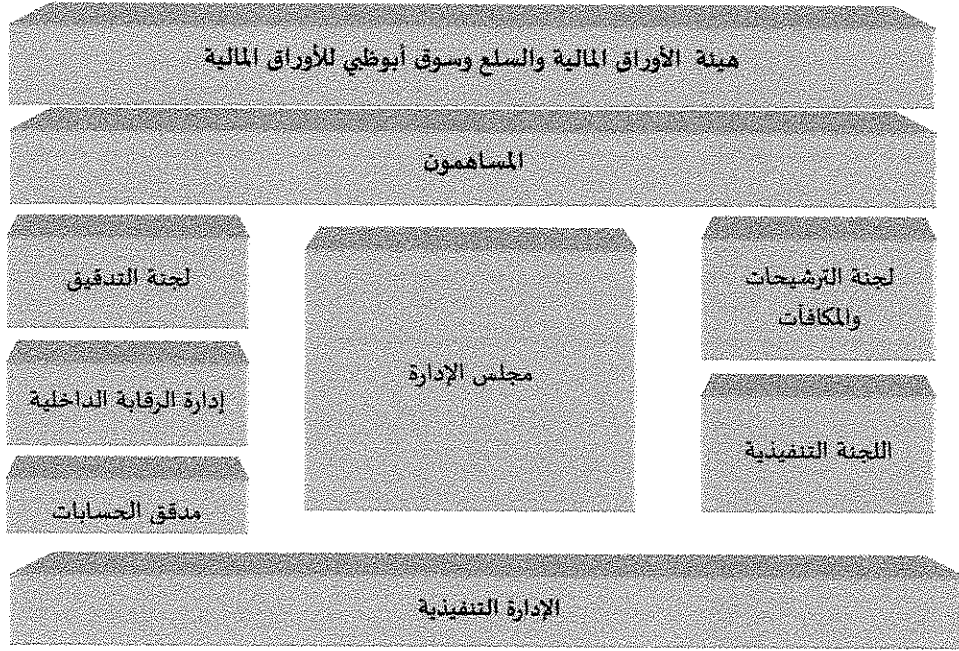 هيئة الأوراق المالية والسلع وسوق أبوظبي للأوراق المالية
المساهمون
لجنة الترشيحات
والمكافآت
اللجنة التنفيذية
مجلس الإدارة
لجنة التدقيق
إدارة الرقابة الداخلية
مدقق الحسابات
الإدارة التنفيذية